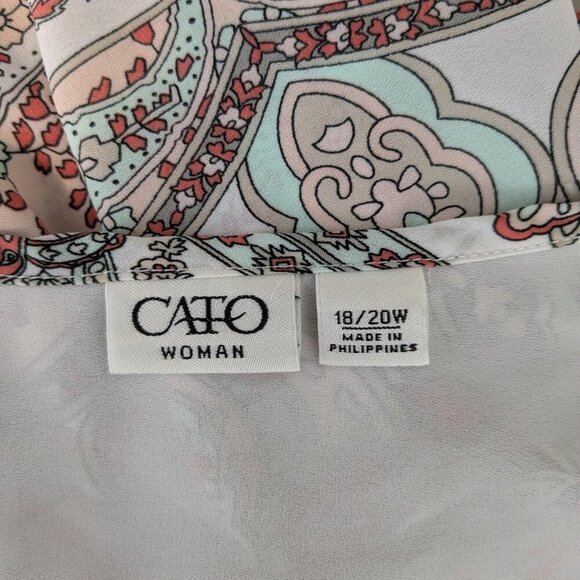 CATO
WOMAN
18/20W
MADE IN
PHILIPPINES